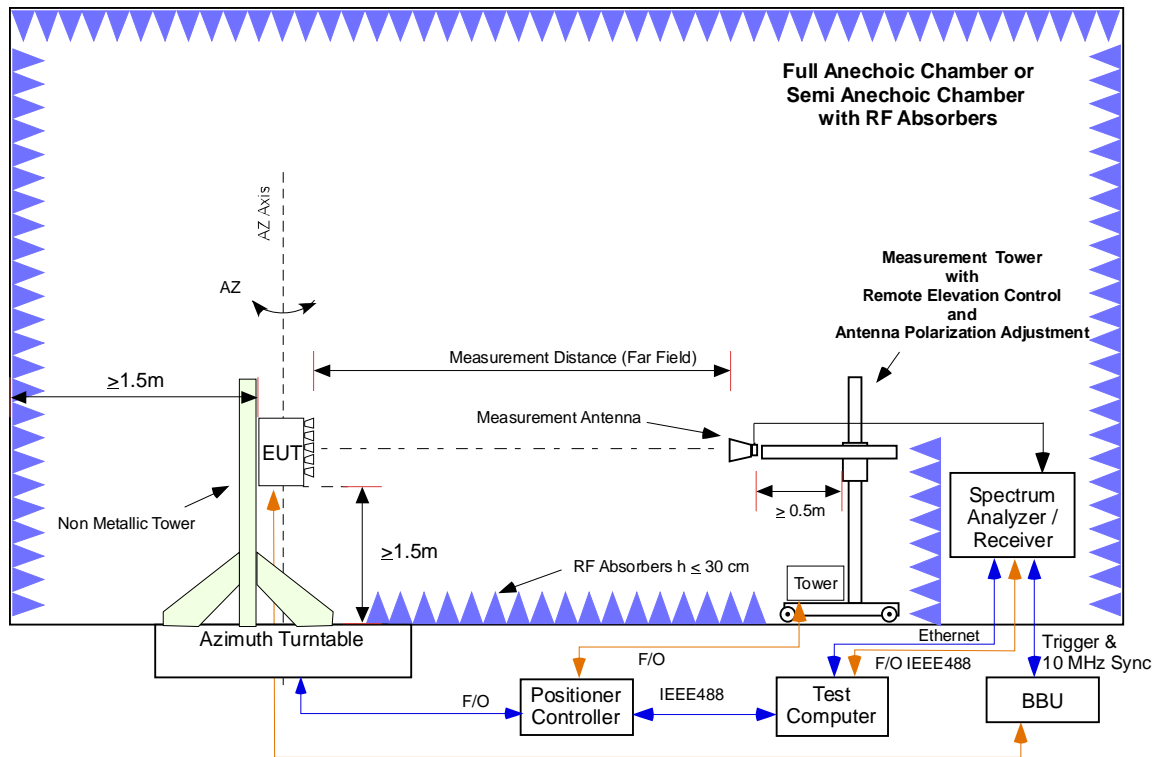 Full Anechoic Chamber or
Semi Anechoic Chamber
with RF Absorbers
AZ Axis
AZ
Measurement Tower
with
Remote Elevation Control
and
Antenna Polarization Adjustment
Measurement Distance (Far Field)
≥1.5m
Measurement Antenna
EUT
Non Metallic Tower
≥1.5m
≥ 0.5m
Spectrum
Analyzer /
Receiver
RF Absorbers h ≤ 30 cm
Tower
Azimuth Turntable
Ethernet
Trigger &
10 MHz Sync
F/O
F/O IEEE488
F/O
Positioner
Controller
IEEE488
Test
Computer
BBU